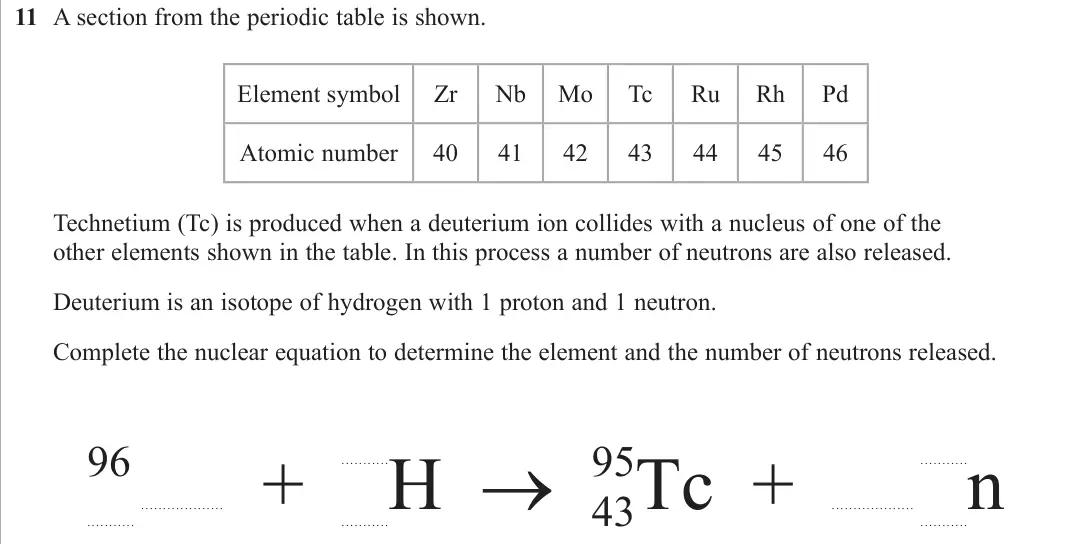 11 A section from the periodic table is shown.
Element symbol Zr Nb Mo Tc Ru Rh Pd
Atomic number 40 41 42 43 44 45 46
Technetium (Tc) is produced when a deuterium ion collides with a nucleus of one of the
other elements shown in the table. In this process a number of neutrons are also released.
Deuterium is an isotope of hydrogen with 1 proton and 1 neutron.
Complete the nuclear equation to determine the element and the number of neutrons released.
96 ........ + ........ H → 95 43 Tc + ........ ........ n